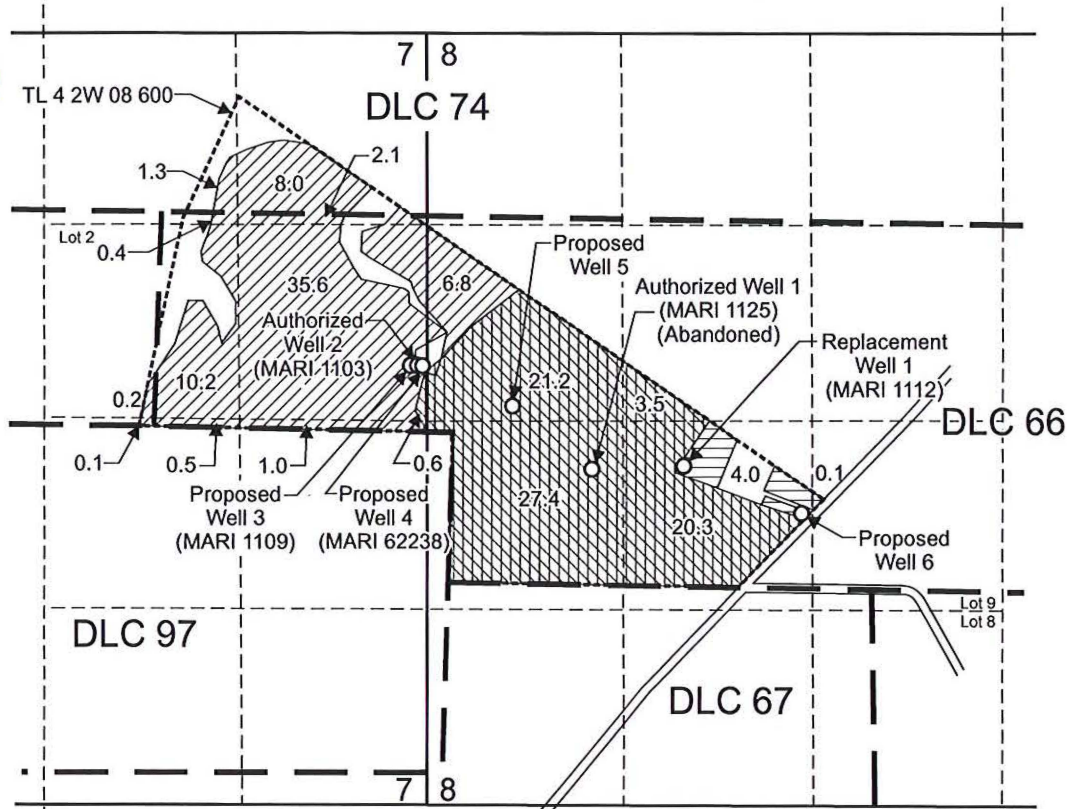 7 8
TL 4 2W 08 600
DLC 74
2.1
1.3
8.0
Lot 2
0.4
Proposed
Well 5
6.8
35.6
Authorized Well 1
(MARI 1125)
(Abandoned)
Authorized
Well 2
(MARI 1103)
Replacement
Well 1
(MARI 1112)
10.2
21.2
3.5
0.2
DLC 66
0.1
0.5
1.0
0.6
4.0
0.1
Proposed
Well 3
(MARI 1109)
Proposed
Well 4
(MARI 62238)
27.4
20.3
Proposed
Well 6
Lot 9
Lot 8
DLC 97
DLC 67
7 8